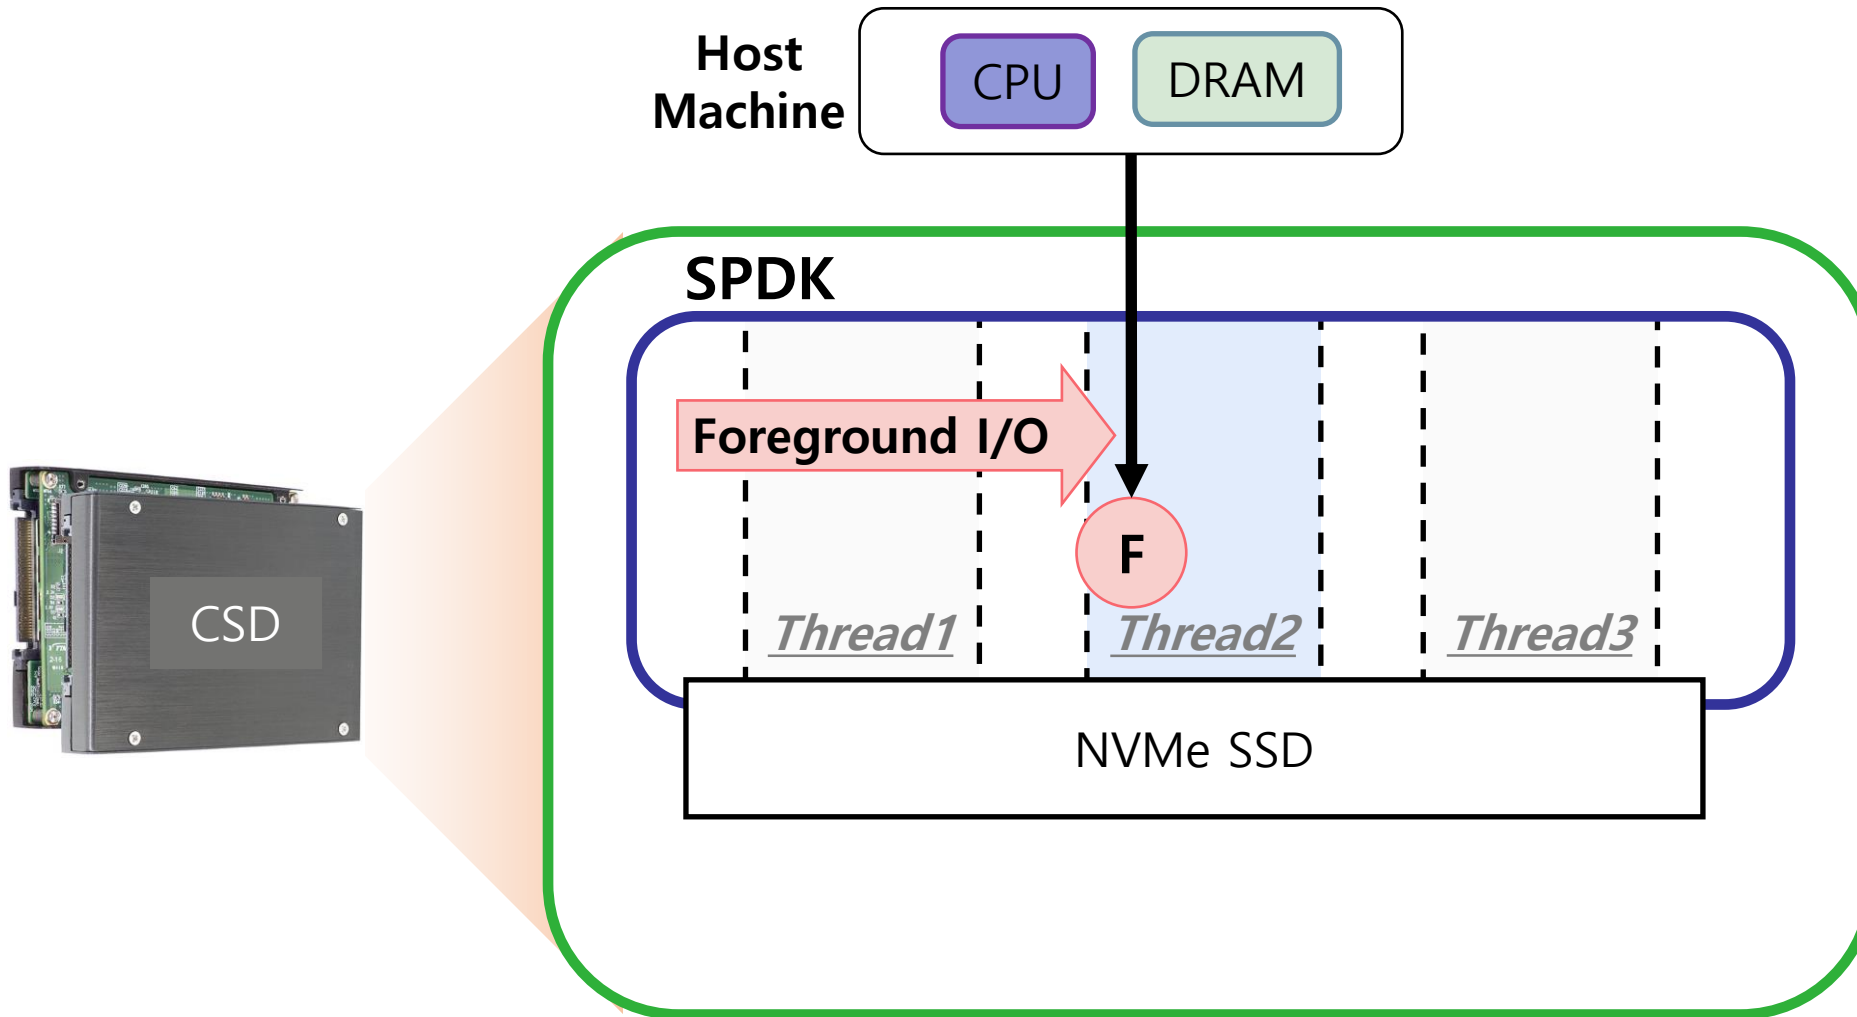 Host
Machine
CPU
DRAM
SPDK
Foreground I/O
F
Thread1
Thread2
Thread3
NVMe SSD
CSD